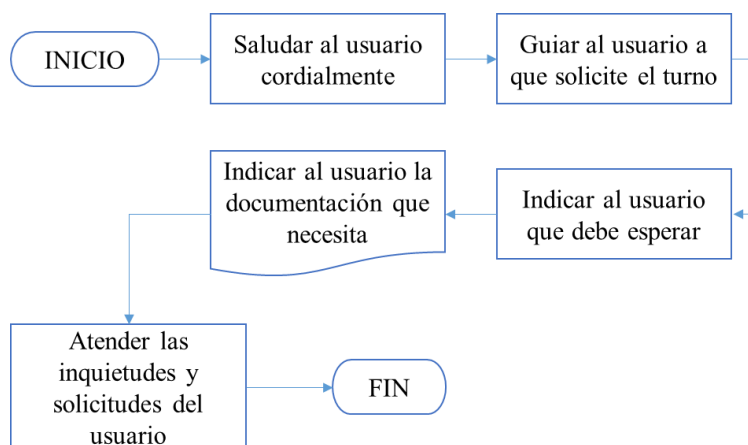 INICIO
Saludar al usuario
cordialmente
Guiar al usuario a
que solicite el turno
Indicar al usuario
que debe esperar
Indicar al usuario la
documentación que
necesita
Atender las
inquietudes y
solicitudes del
usuario
FIN